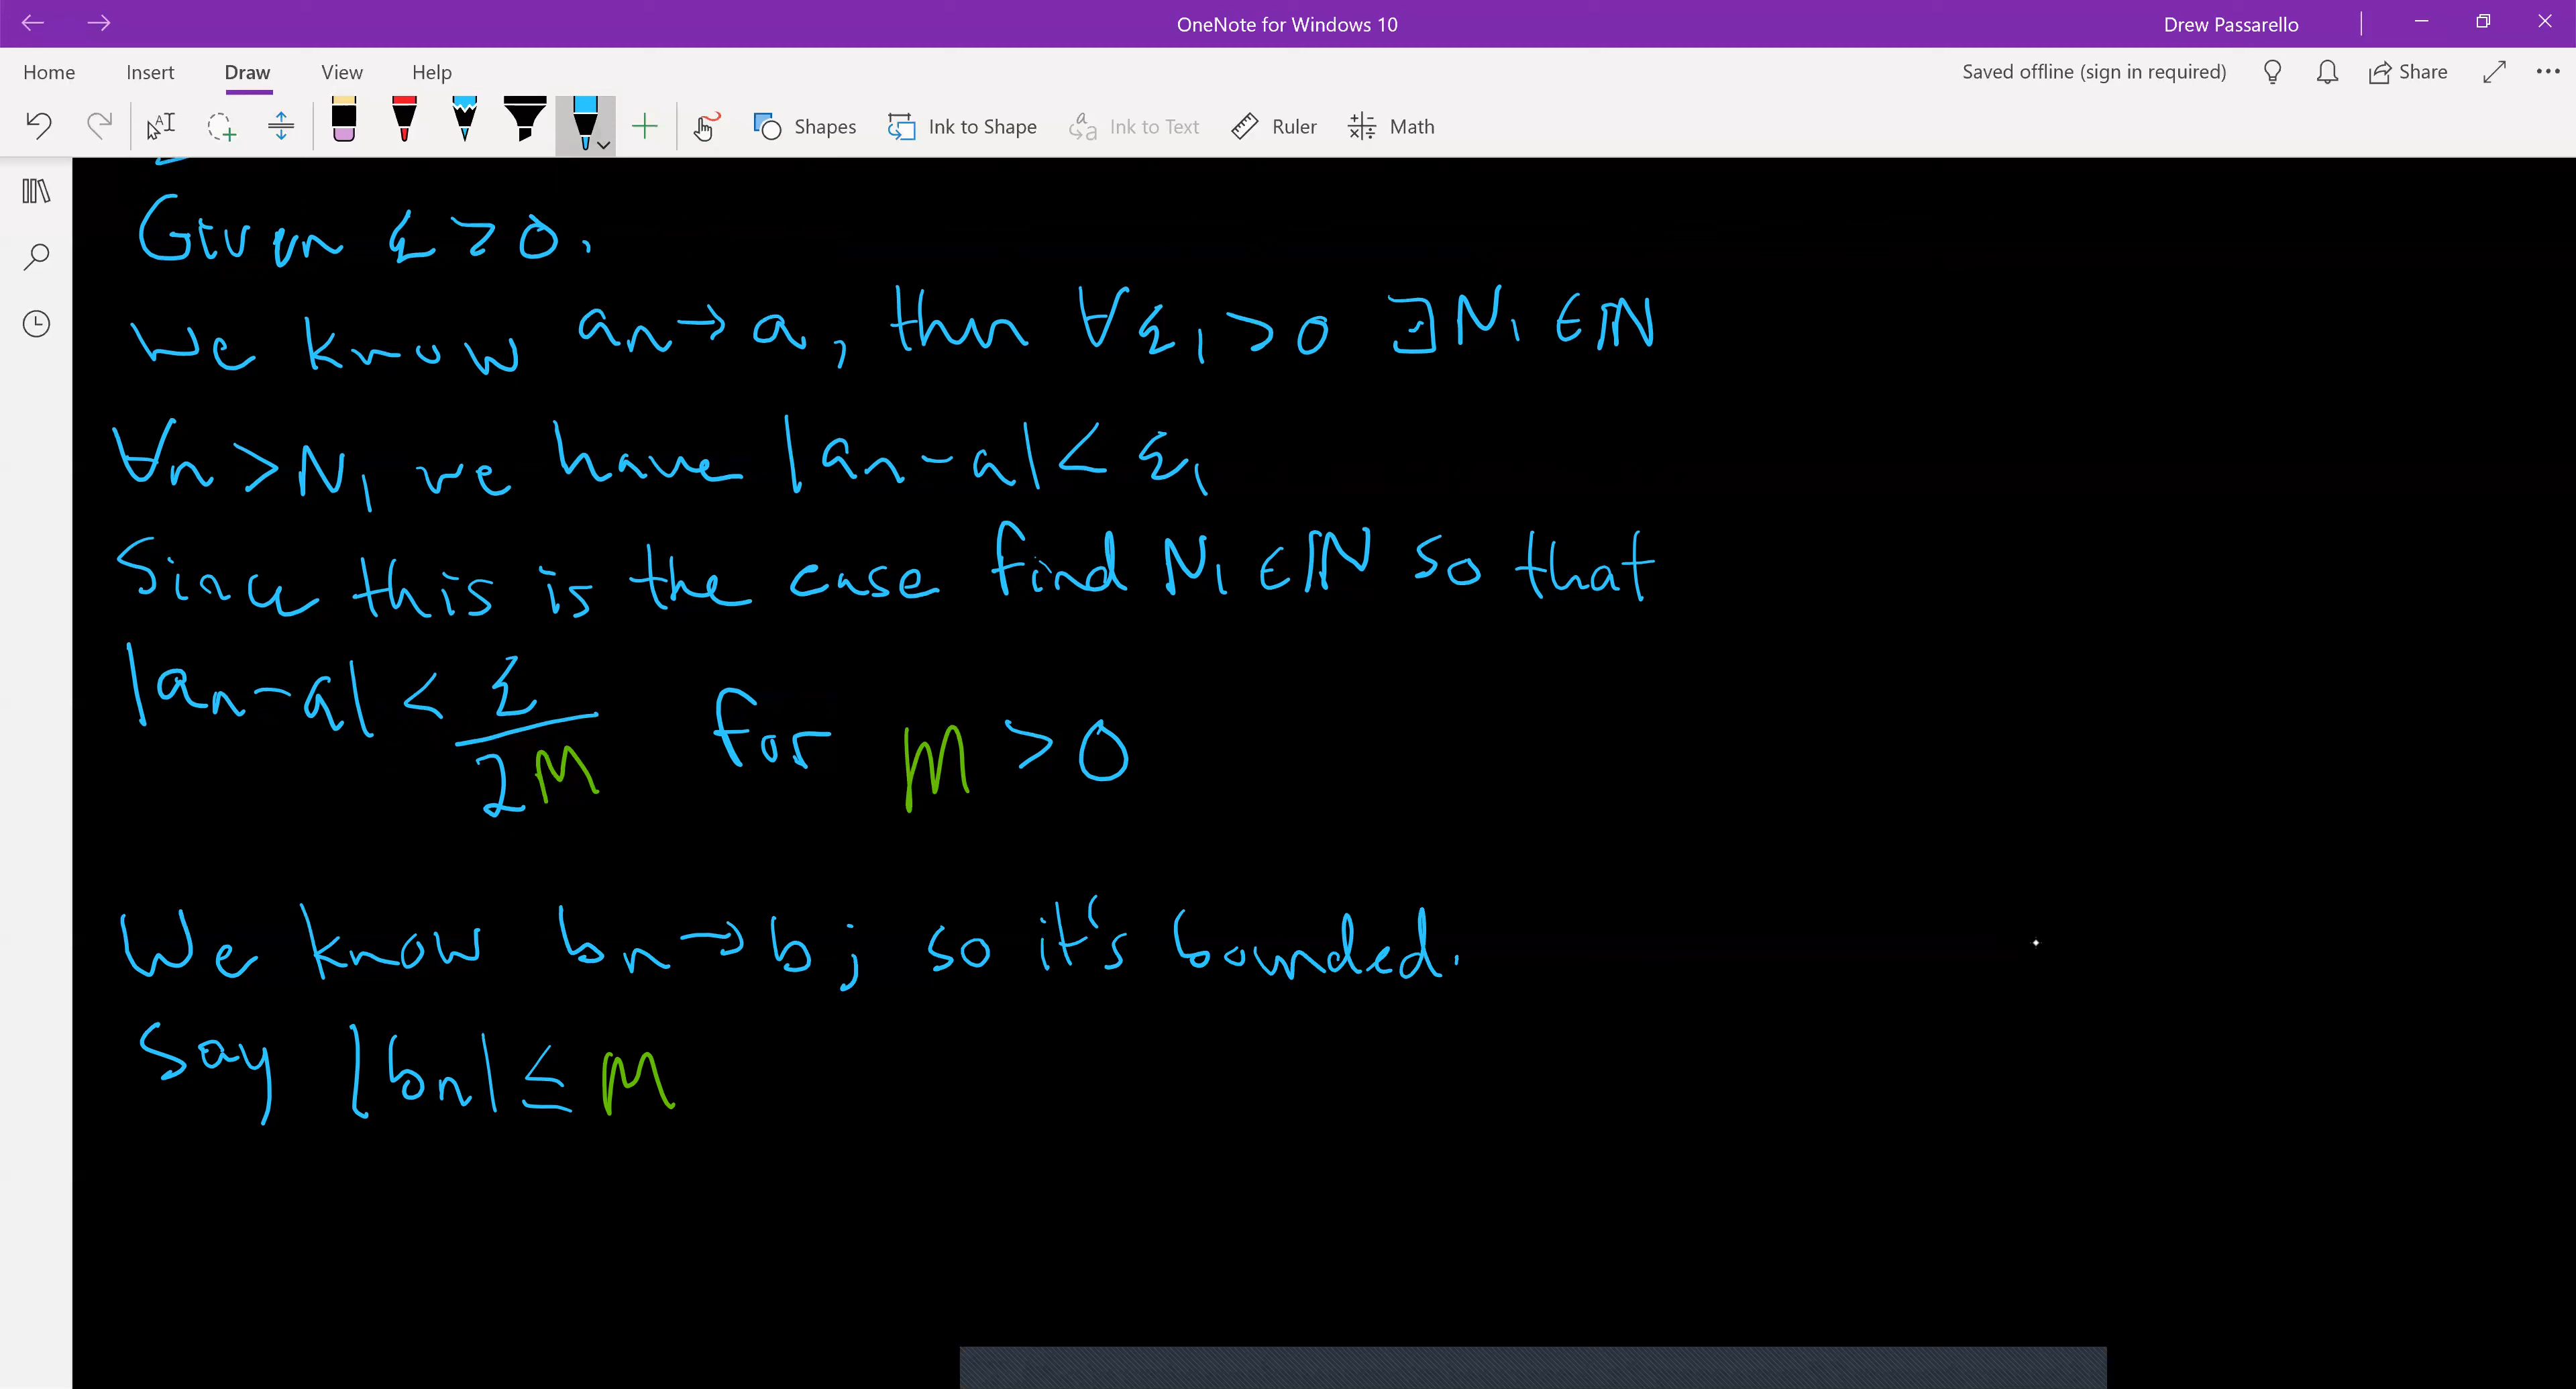 OneNote for Windows 10
Drew Passarello
Home Insert Draw View Help
Saved offline (sign in required) Share
Shapes Ink to Shape Ink to Text Ruler Math
Given ε > 0.
We know an → a, then ∀ ε₁ > 0 ∃ N₁ ∈ ℕ
∀n > N₁ we have |an - a| < ε₁
Since this is the case find N₁ ∈ ℕ so that
|an - a| < ε/2M for M > 0
We know bn → b; so it's bounded.
Say |bn| ≤ M